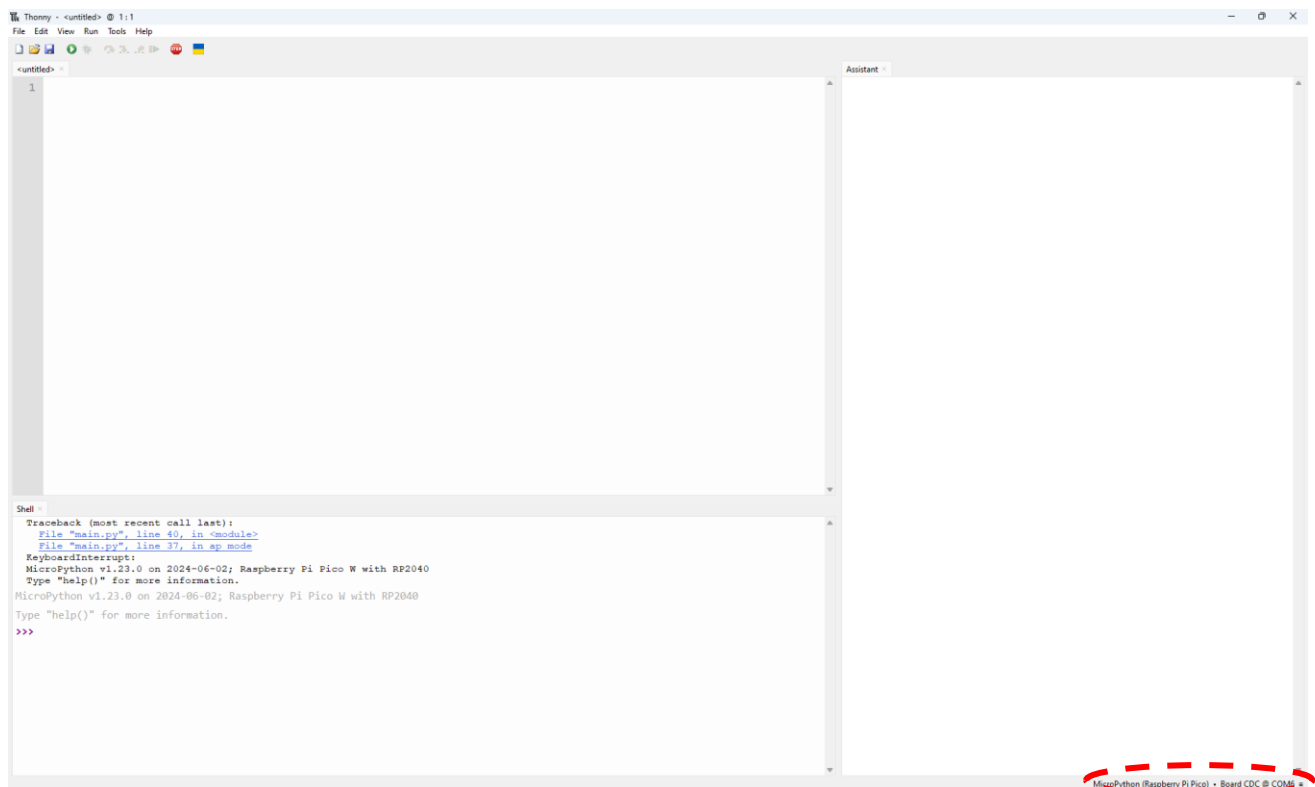 Thonny - <untitled> @ 1:1
File Edit View Run Tools Help
<untitled> ×
Assistant ×
1
Shell ×
Traceback (most recent call last):
File "main.py", line 40, in <module>
File "main.py", line 37, in ap_mode
KeyboardInterrupt:
MicroPython v1.23.0 on 2024-06-02; Raspberry Pi Pico W with RP2040
Type "help()" for more information.
MicroPython v1.23.0 on 2024-06-02; Raspberry Pi Pico W with RP2040
Type "help()" for more information.
>>>
MicroPython (Raspberry Pi Pico) • Board CDC @ COM6 ≡